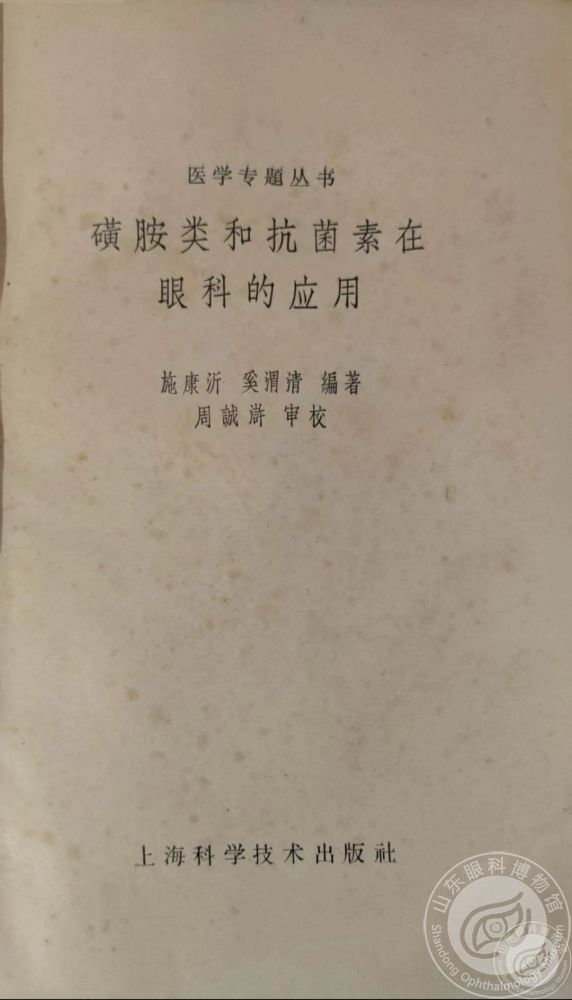 医学专题丛书
磺胺类和抗菌素在
眼科的应用
施康沂 奚渭清 编著
周誠滸 审校
上海科学技术出版社
山东眼科博物馆
Shandong Ophthalmology Museum